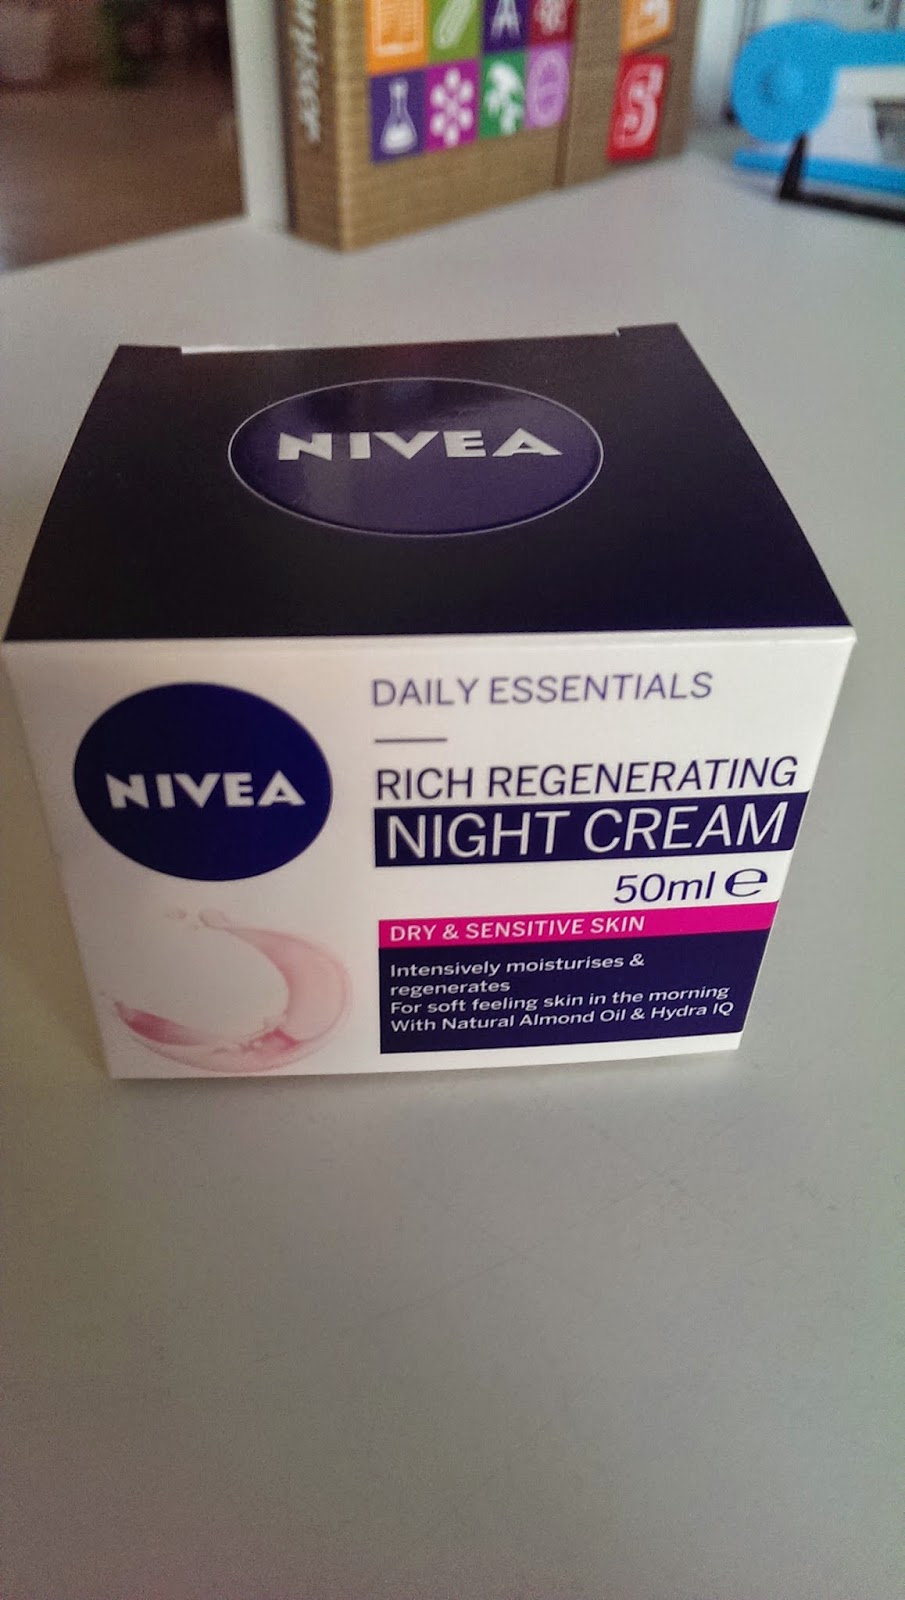 NIVEA
NIVEA
DAILY ESSENTIALS
RICH REGENERATING
NIGHT CREAM
50ml e
DRY & SENSITIVE SKIN
Intensively moisturises &
regenerates
For soft feeling skin in the morning
With Natural Almond Oil & Hydra IQ